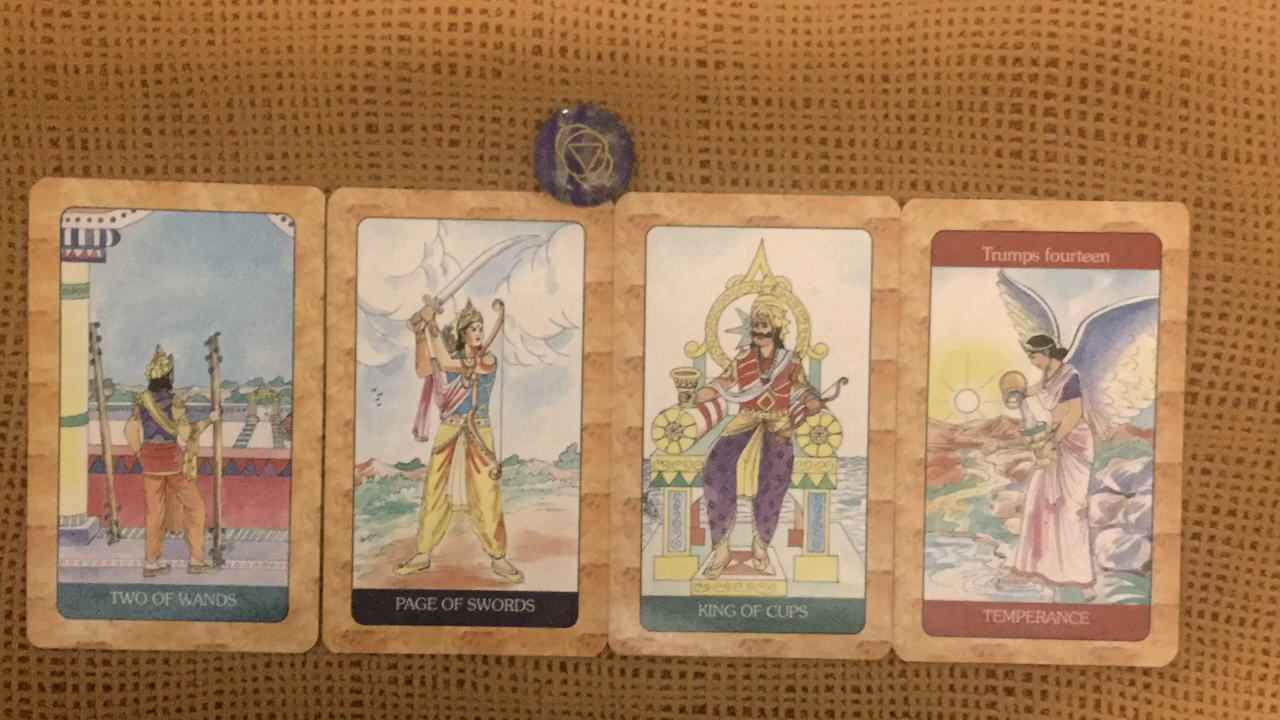 TWO OF WANDS
PAGE OF SWORDS
KING OF CUPS
Trumps fourteen
TEMPERANCE